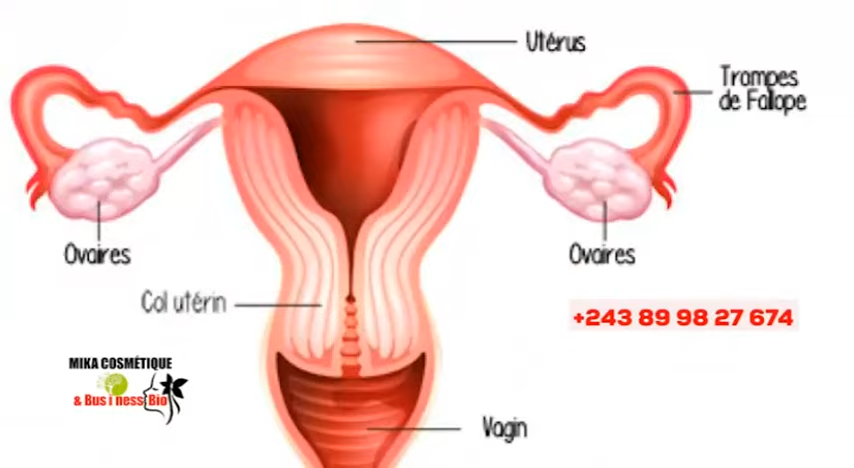 Utérus
Trompes
de Fallope
Ovaires
Ovaires
Col utérin
+243 89 98 27 674
MIKA COSMÉTIQUE
& Bus i ness Bio
Vagin